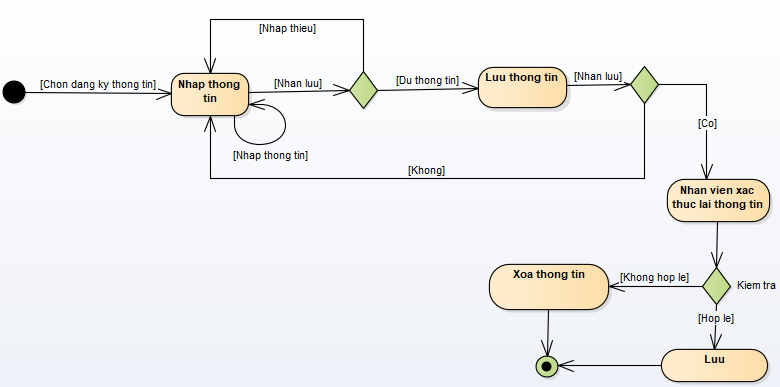 [Nhap thieu]
[Chon dang ky thong tin]
Nhap thong
tin
[Nhan luu]
[Du thong tin]
Luu thong tin
[Nhan luu]
[Co]
[Nhap thong tin]
[Khong]
Nhan vien xac
thuc lai thong tin
Xoa thong tin
[Khong hop le]
Kiem tra
[Hop le]
Luu